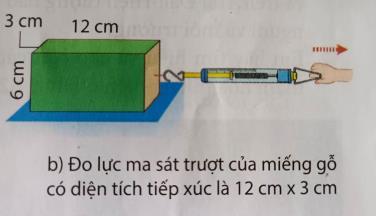 3 cm
12 cm
6 cm
b) Đo lực ma sát trượt của miếng gỗ
có diện tích tiếp xúc là 12 cm x 3 cm